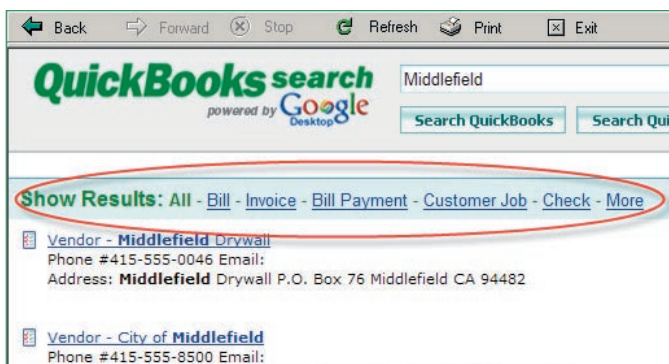 Back Forward Stop Refresh Print Exit
QuickBooks search Middlefield
powered by Google Desktop
Search QuickBooks Search Qui
Show Results: All - Bill - Invoice - Bill Payment - Customer Job - Check - More
Vendor - Middlefield Drywall
Phone #415-555-0046 Email:
Address: Middlefield Drywall P.O. Box 76 Middlefield CA 94482
Vendor - City of Middlefield
Phone #415-555-8500 Email: